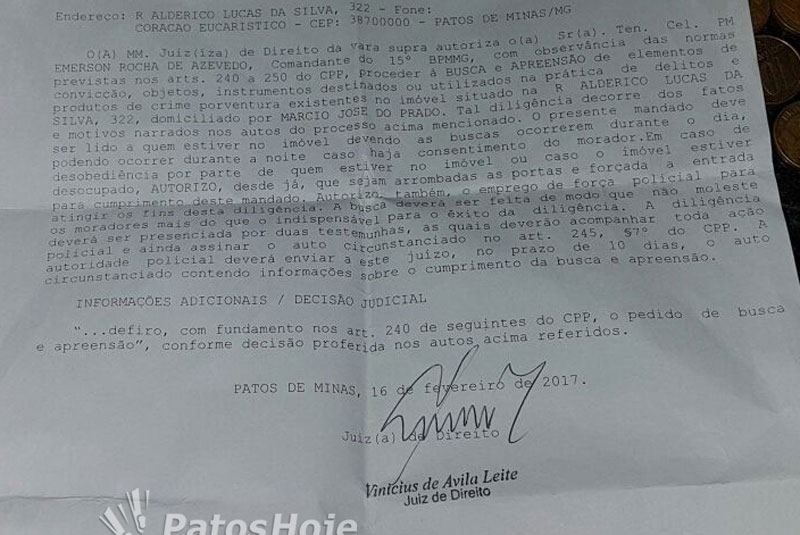 Endereço: R ALDERICO LUCAS DA SILVA, 322 - Fone:
CORACAO EUCARISTICO - CEP: 38700000 - PATOS DE MINAS/MG
O(A) MM. Juiz(íza) de Direito da vara supra autoriza o(a) Sr(a). Ten. Cel. PM
EMERSON ROCHA DE AZEVEDO, Comandante do 15° BPMMG, com observância das normas
previstas nos arts. 240 a 250 do CPP, proceder à BUSCA e APREENSÃO de elementos de
convicção, objetos, instrumentos destinados ou utilizados na prática de delitos e
produtos de crime porventura existentes no imóvel situado na R ALDERICO LUCAS DA
SILVA, 322, domiciliado por MARCIO JOSE DO PRADO. Tal diligência decorre dos fatos
e motivos narrados nos autos do processo acima mencionado. O presente mandado deve
ser lido a quem estiver no imóvel devendo as buscas ocorrerem durante o dia,
podendo ocorrer durante a noite caso haja consentimento do morador.Em caso de
desobediência por parte de quem estiver no imóvel ou caso o imóvel estiver
desocupado, AUTORIZO, desde já, que sejam arrombadas as portas e forçada a entrada
para cumprimento deste mandado. Autorizo, também, o emprego de força policial para
atingir os fins desta diligência. A busca deverá ser feita de modo que não moleste
os moradores mais do que o indispensável para o êxito da diligência. A diligência
deverá ser presenciada por duas testemunhas, as quais deverão acompanhar toda ação
policial e ainda assinar o auto circunstanciado no art. 245, §7° do CPP. A
autoridade policial deverá enviar a este juízo, no prazo de 10 dias, o auto
circunstanciado contendo informações sobre o cumprimento da busca e apreensão.
INFORMAÇÕES ADICIONAIS / DECISÃO JUDICIAL
"...defiro, com fundamento nos art. 240 de seguintes do CPP, o pedido de busca
e apreensão", conforme decisão proferida nos autos acima referidos.
PATOS DE MINAS, 16 de fevereiro de 2017.
Juiz(a) de Direito
Vinícius de Avila Leite
Juiz de Direito
PatosHoje